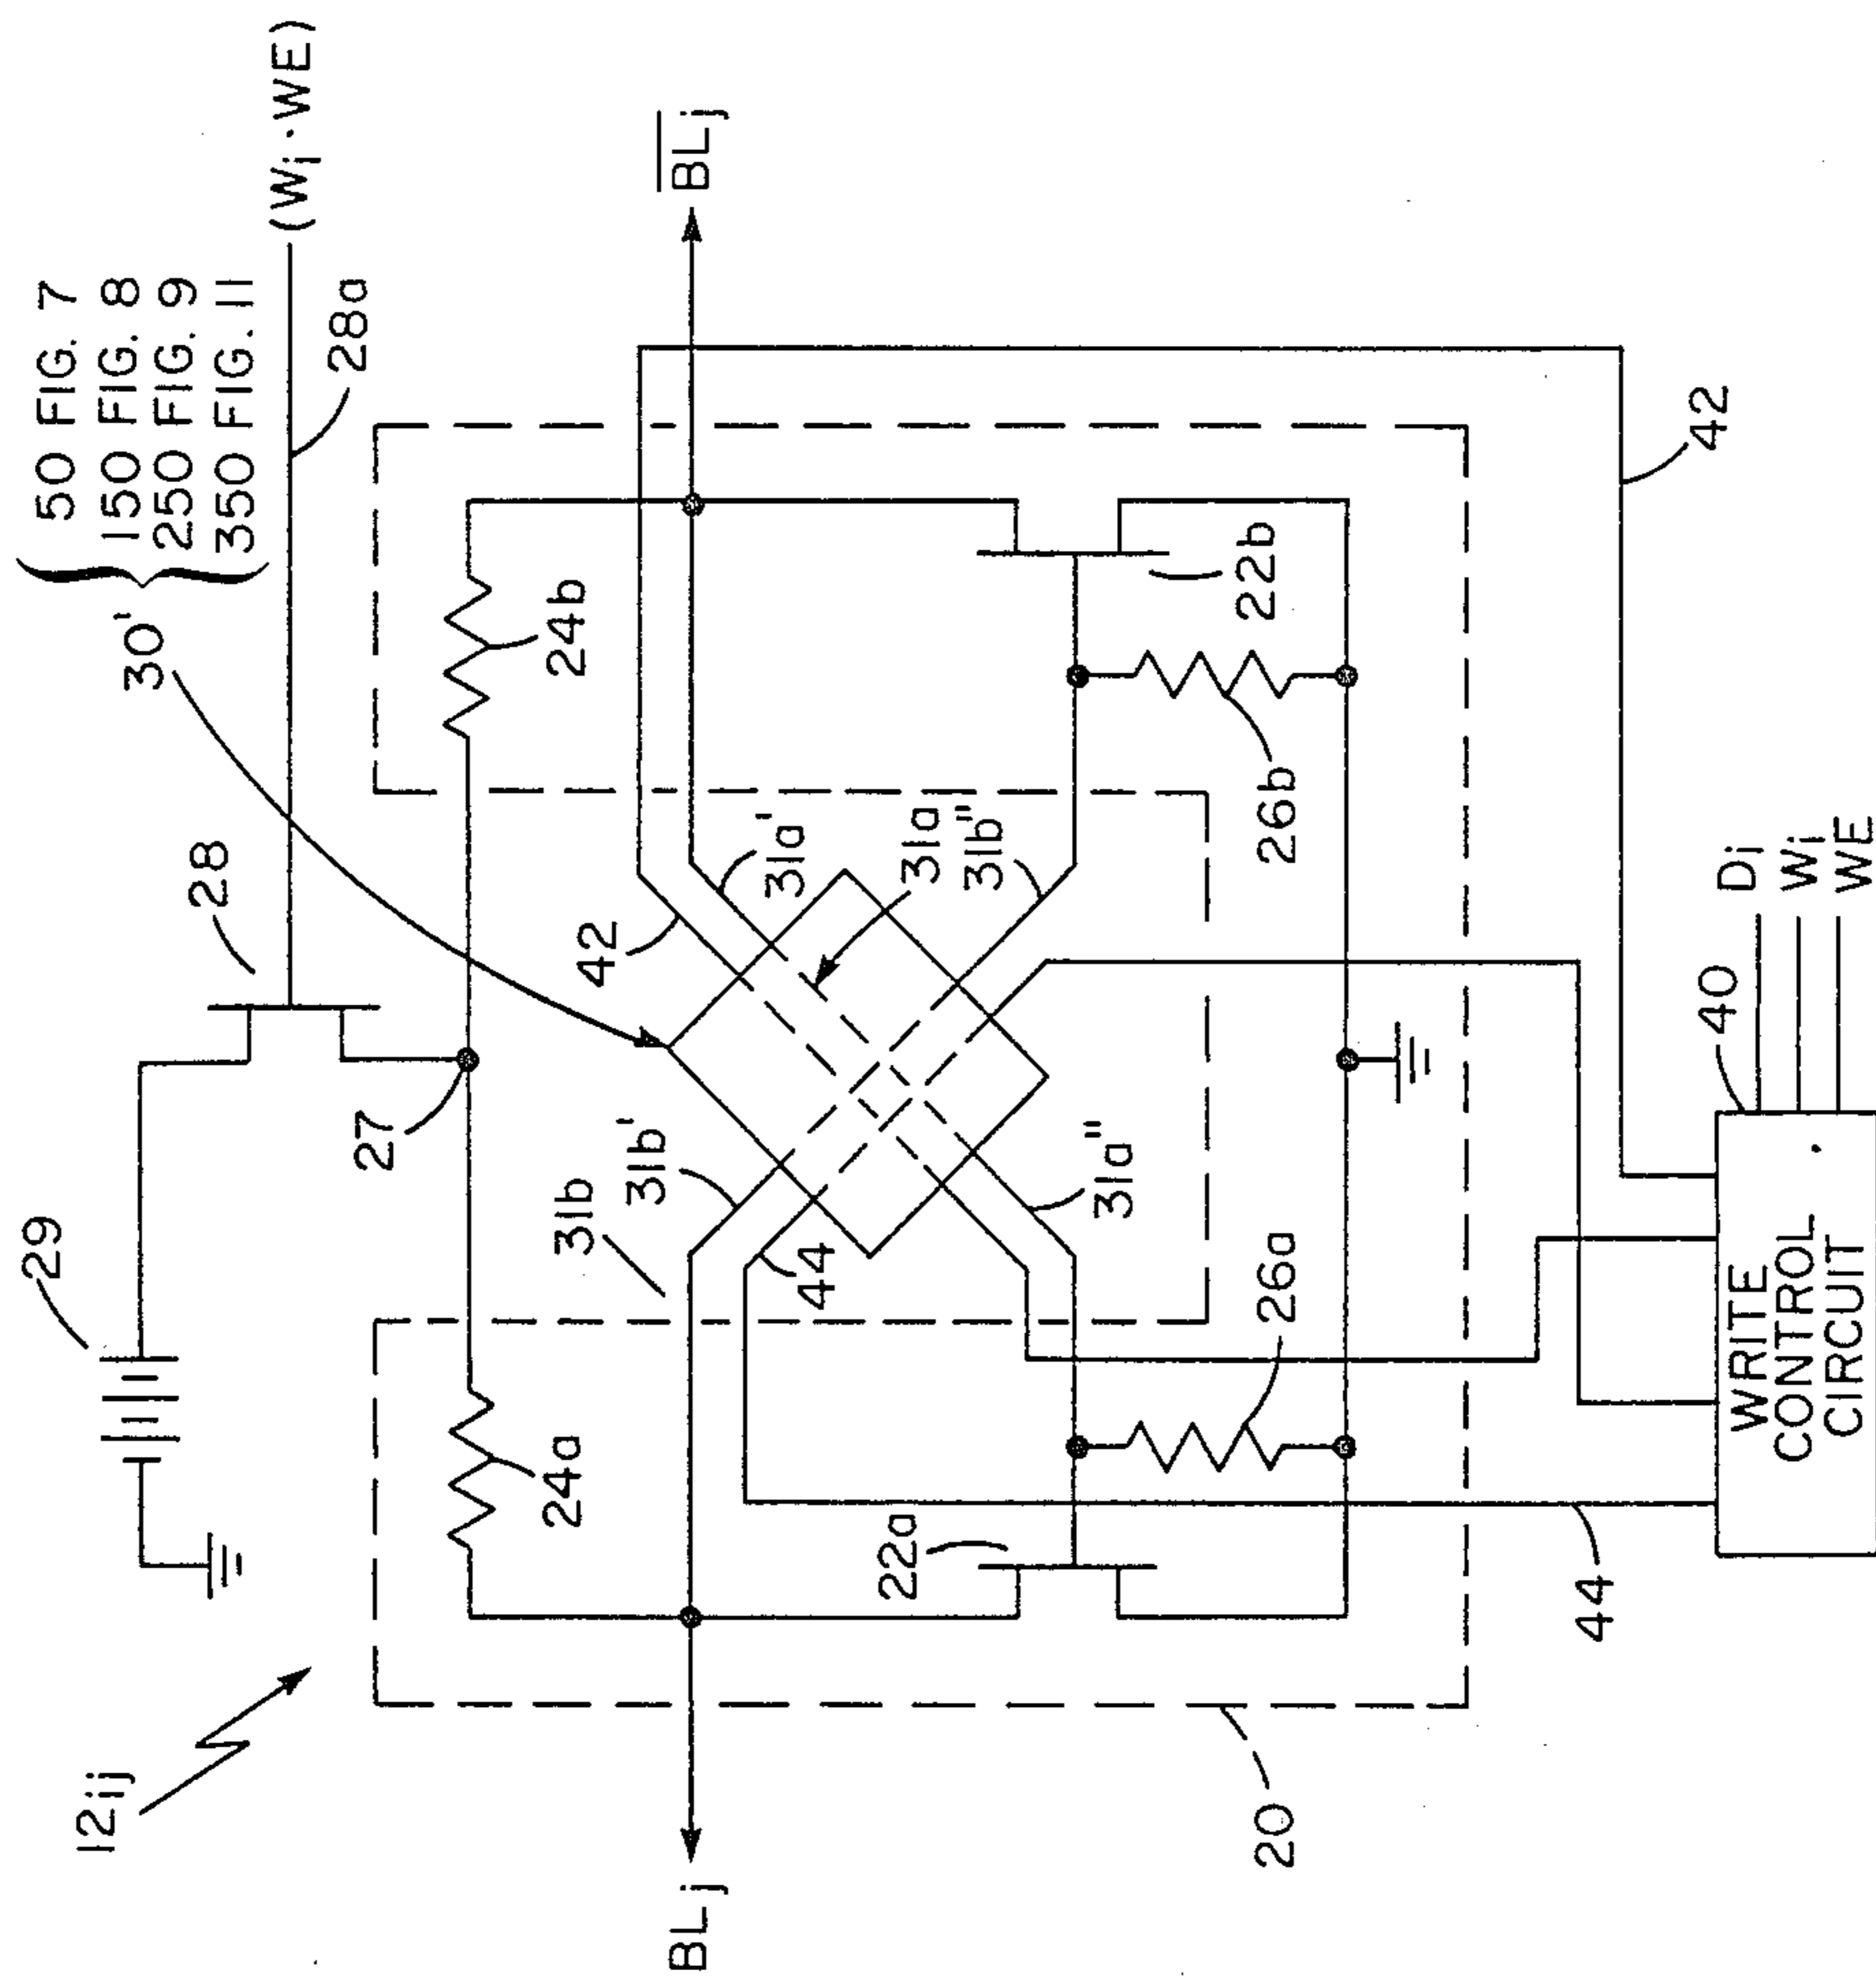 12ij
29
28
30'
50 FIG. 7
150 FIG. 8
250 FIG. 9
350 FIG. 11
28a
(Wi·WE)
27
24a
24b
42
31b
31b'
31a'
31a
31b"
44
31a"
BLj
BLj
22a
26a
26b
22b
20
44
42
40
WRITE
CONTROL
CIRCUIT
Dj
Wi
WE